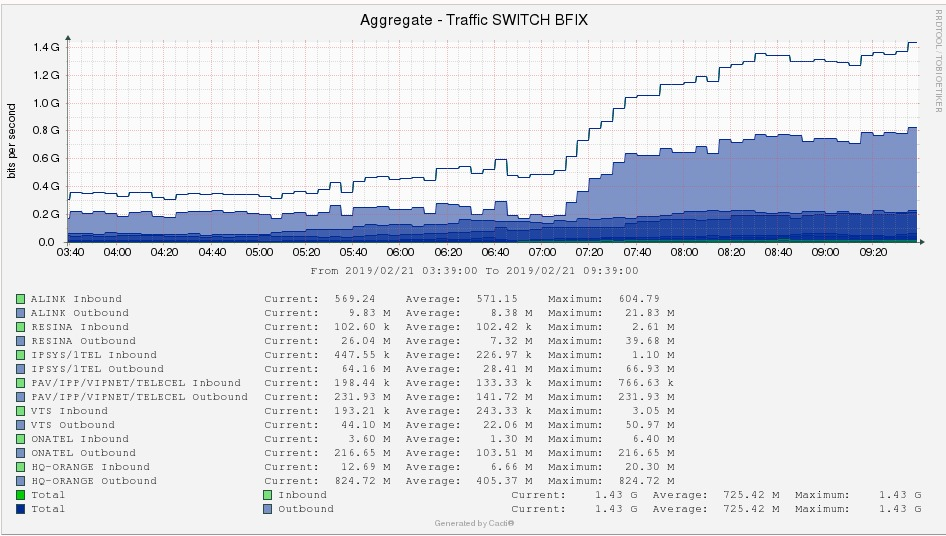 Aggregate - Traffic SWITCH BFIX
RRDTOOL / TOBI OETIKER
bits per second
1.4 G
1.2 G
1.0 G
0.8 G
0.6 G
0.4 G
0.2 G
0.0
03:40 04:00 04:20 04:40 05:00 05:20 05:40 06:00 06:20 06:40 07:00 07:20 07:40 08:00 08:20 08:40 09:00 09:20
From 2019/02/21 03:39:00 To 2019/02/21 09:39:00
ALINK Inbound Current: 569.24 Average: 571.15 Maximum: 604.79
ALINK Outbound Current: 9.83 M Average: 8.38 M Maximum: 21.83 M
RESINA Inbound Current: 102.60 k Average: 102.42 k Maximum: 2.61 M
RESINA Outbound Current: 26.04 M Average: 7.32 M Maximum: 39.68 M
IPSYS/1TEL Inbound Current: 447.55 k Average: 226.97 k Maximum: 1.10 M
IPSYS/1TEL Outbound Current: 64.16 M Average: 28.41 M Maximum: 66.93 M
PAV/IPP/VIPNET/TELECEL Inbound Current: 198.44 k Average: 133.33 k Maximum: 766.63 k
PAV/IPP/VIPNET/TELECEL Outbound Current: 231.93 M Average: 141.72 M Maximum: 231.93 M
VTS Inbound Current: 193.21 k Average: 243.33 k Maximum: 3.05 M
VTS Outbound Current: 44.10 M Average: 22.06 M Maximum: 50.97 M
ONATEL Inbound Current: 3.60 M Average: 1.30 M Maximum: 6.40 M
ONATEL Outbound Current: 216.65 M Average: 103.51 M Maximum: 216.65 M
HQ-ORANGE Inbound Current: 12.69 M Average: 6.66 M Maximum: 20.30 M
HQ-ORANGE Outbound Current: 824.72 M Average: 405.37 M Maximum: 824.72 M
Total Inbound Current: 1.43 G Average: 725.42 M Maximum: 1.43 G
Total Outbound Current: 1.43 G Average: 725.42 M Maximum: 1.43 G
Generated by Cacti®